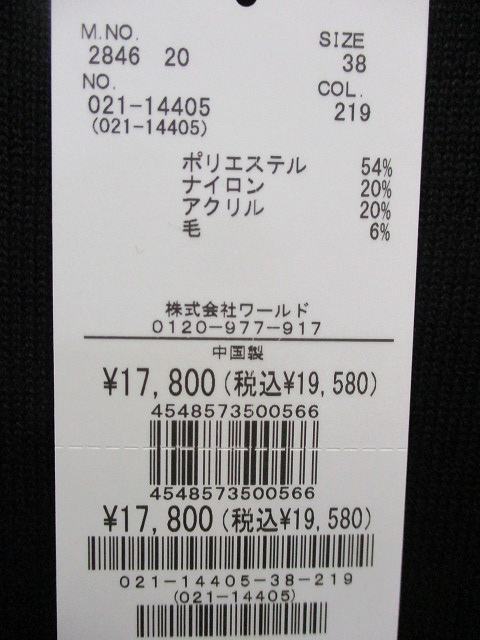 M.NO.
2846 20
SIZE
38
NO.
021-14405
(021-14405)
COL.
219
ポリエステル 54%
ナイロン 20%
アクリル 20%
毛 6%
株式会社ワールド
0120-977-917
中国製
¥17,800(税込¥19,580)
4548573500566
4548573500566
¥17,800(税込¥19,580)
021-14405-38-219
(021-14405)